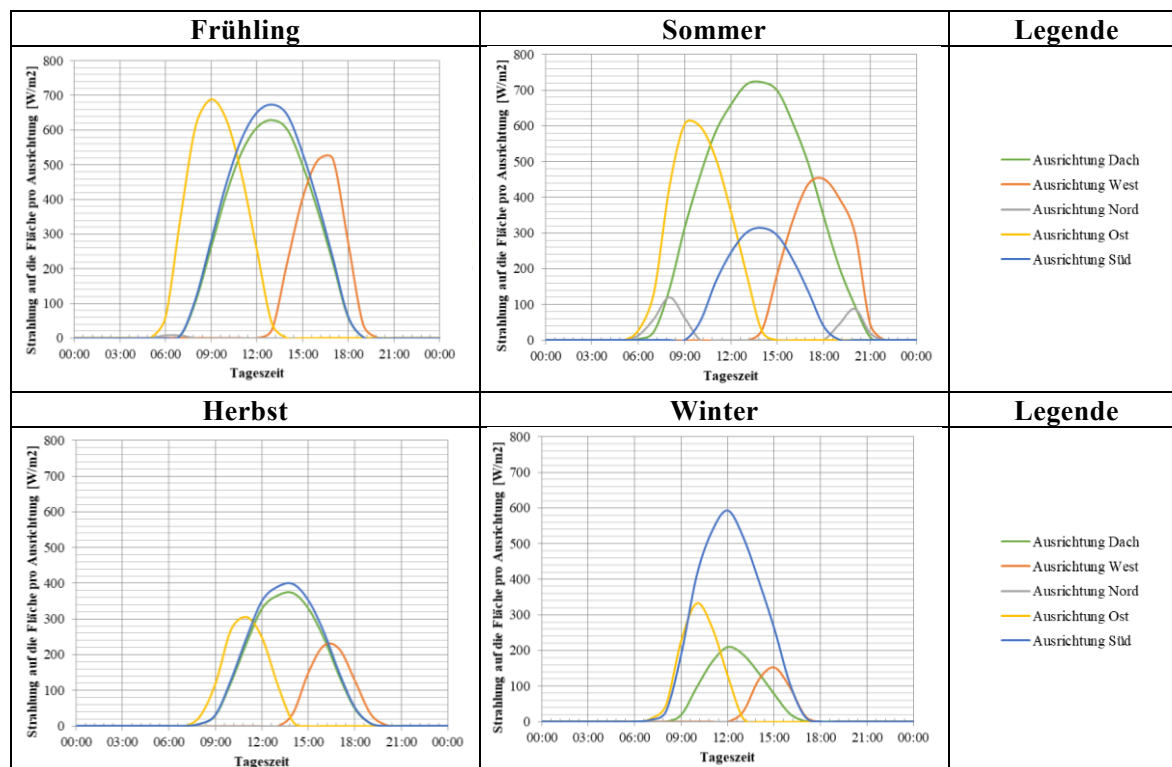 Frühling
Sommer
Legende
Strahlung auf die Fläche pro Ausrichtung [W/m2]
800
700
600
500
400
300
200
100
0
00:00 03:00 06:00 09:00 12:00 15:00 18:00 21:00 00:00
Tageszeit
Strahlung auf die Fläche pro Ausrichtung [W/m2]
800
700
600
500
400
300
200
100
0
00:00 03:00 06:00 09:00 12:00 15:00 18:00 21:00 00:00
Tageszeit
Ausrichtung Dach
Ausrichtung West
Ausrichtung Nord
Ausrichtung Ost
Ausrichtung Süd
Herbst
Winter
Legende
Strahlung auf die Fläche pro Ausrichtung [W/m2]
800
700
600
500
400
300
200
100
0
00:00 03:00 06:00 09:00 12:00 15:00 18:00 21:00 00:00
Tageszeit
Strahlung auf die Fläche pro Ausrichtung [W/m2]
800
700
600
500
400
300
200
100
0
00:00 03:00 06:00 09:00 12:00 15:00 18:00 21:00 00:00
Tageszeit
Ausrichtung Dach
Ausrichtung West
Ausrichtung Nord
Ausrichtung Ost
Ausrichtung Süd